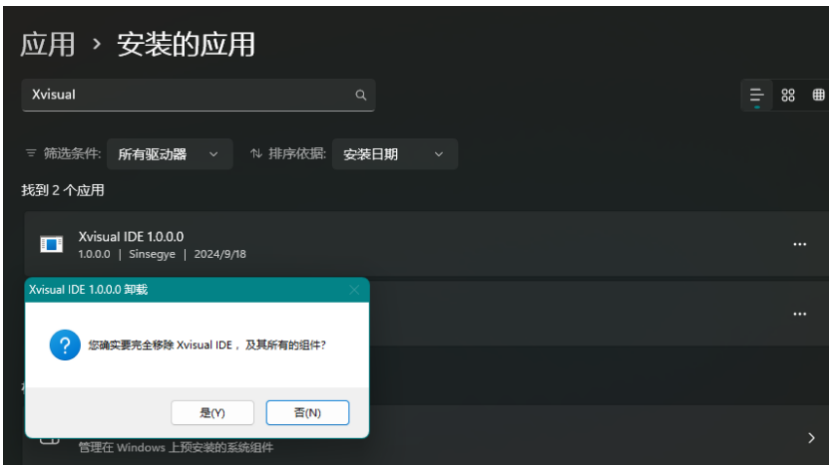 应用 › 安装的应用
Xvisual
筛选条件: 所有驱动器 排序依据: 安装日期
找到 2 个应用
Xvisual IDE 1.0.0.0
1.0.0.0 | Sinsegye | 2024/9/18
Xvisual IDE 1.0.0.0 卸载
您确实要完全移除 Xvisual IDE ，及其所有的组件?
是(Y) 否(N)
管理在 Windows 上预安装的系统组件